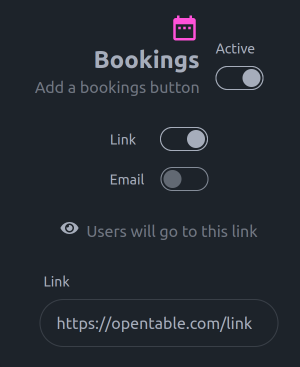 Bookings
Active
Add a bookings button
Link
Email
Users will go to this link
Link
https://opentable.com/link